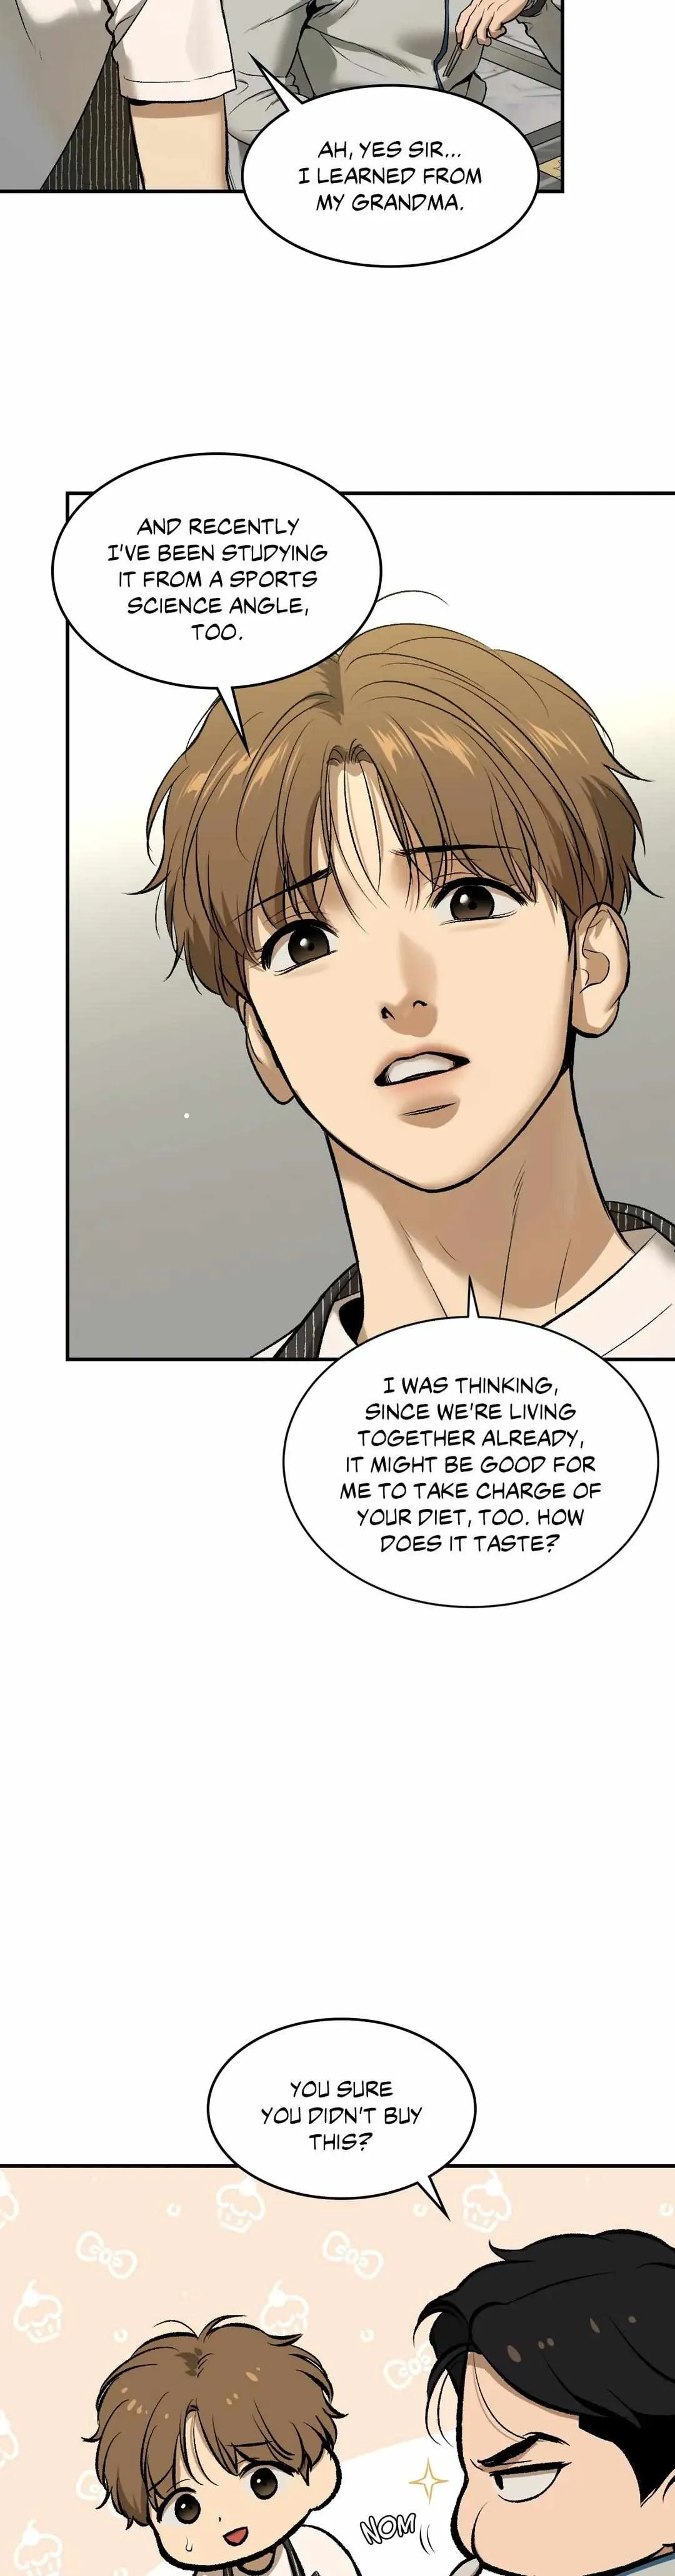 AH, YES SIR...
I LEARNED FROM
MY GRANDMA.
AND RECENTLY
I'VE BEEN STUDYING
IT FROM A SPORTS
SCIENCE ANGLE,
TOO.
I WAS THINKING,
SINCE WE'RE LIVING
TOGETHER ALREADY,
IT MIGHT BE GOOD FOR
ME TO TAKE CHARGE OF
YOUR DIET, TOO. HOW
DOES IT TASTE?
YOU SURE
YOU DIDN'T BUY
THIS?
NOM